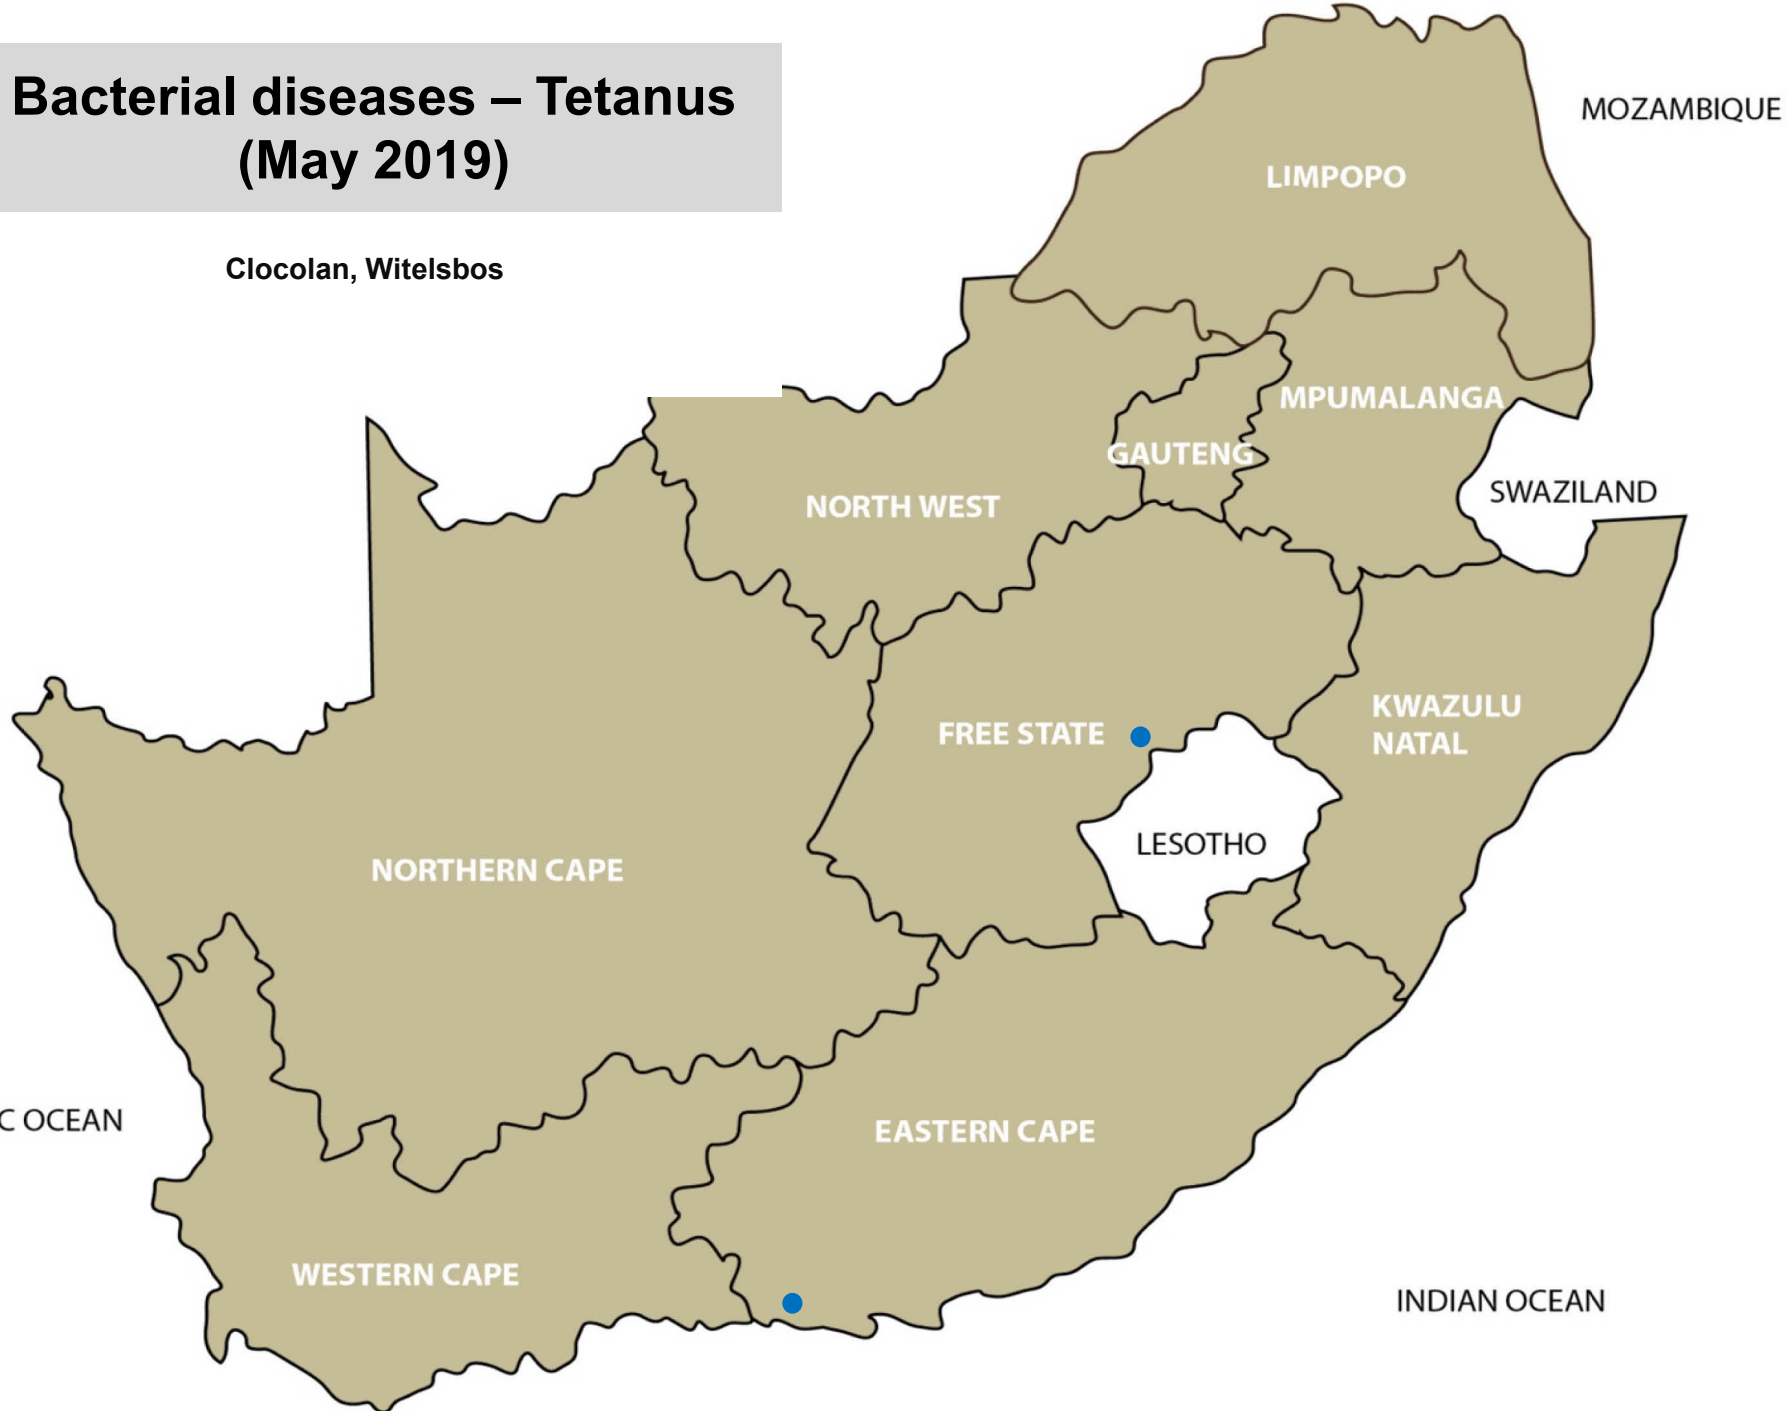 Bacterial diseases – Tetanus
(May 2019)
Clocolan, Witelsbos
MOZAMBIQUE
LIMPOPO
MPUMALANGA
GAUTENG
SWAZILAND
NORTH WEST
KWAZULU
NATAL
FREE STATE
LESOTHO
NORTHERN CAPE
C OCEAN
EASTERN CAPE
WESTERN CAPE
INDIAN OCEAN